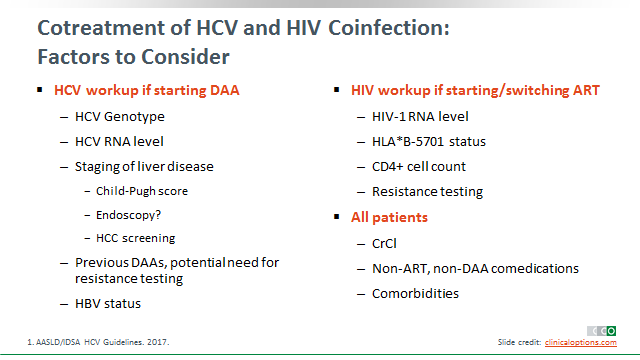 Cotreatment of HCV and HIV Coinfection:
Factors to Consider
▪ HCV workup if starting DAA
– HCV Genotype
– HCV RNA level
– Staging of liver disease
– Child-Pugh score
– Endoscopy?
– HCC screening
– Previous DAAs, potential need for
resistance testing
– HBV status
▪ HIV workup if starting/switching ART
– HIV-1 RNA level
– HLA*B-5701 status
– CD4+ cell count
– Resistance testing
▪ All patients
– CrCl
– Non-ART, non-DAA comedications
– Comorbidities
CCO
1. AASLD/IDSA HCV Guidelines. 2017.
Slide credit: clinicaloptions.com